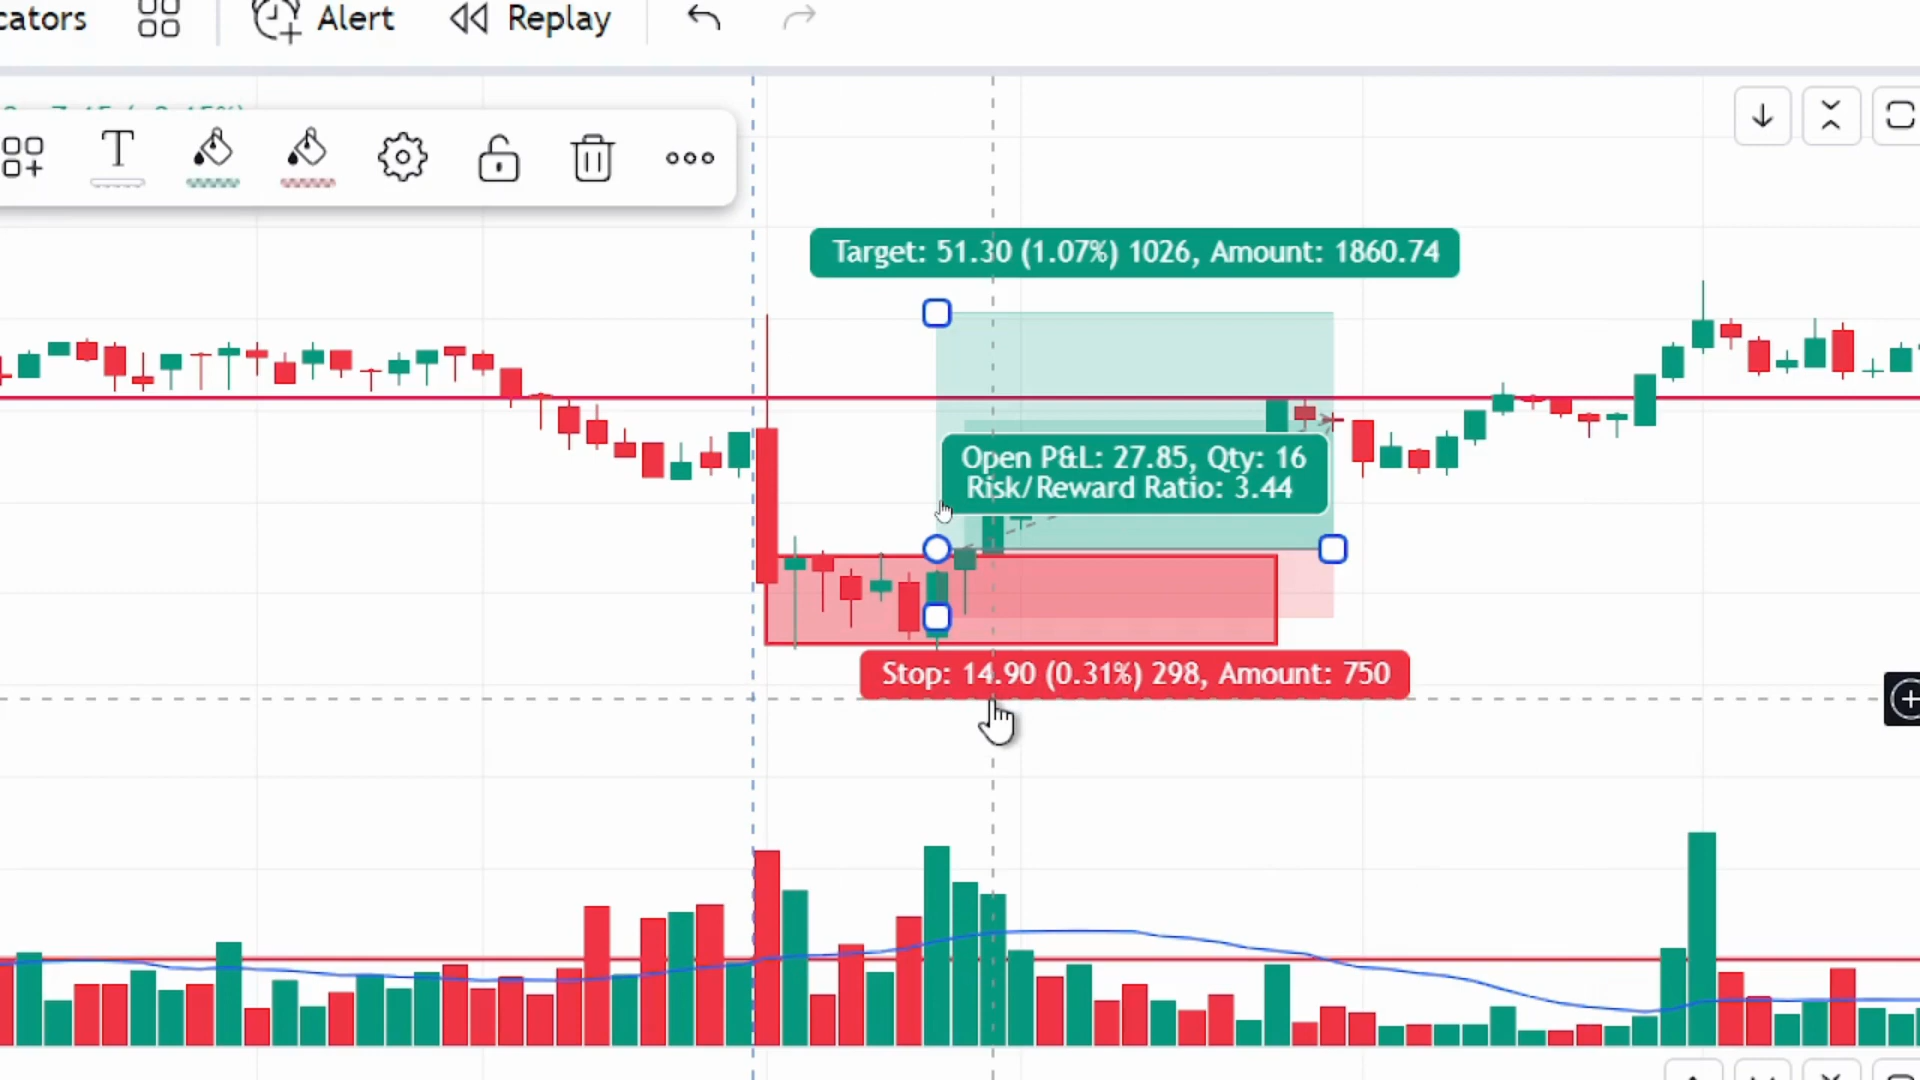 cators
Alert
Replay
T
Target: 51.30 (1.07%) 1026, Amount: 1860.74
Open P&L: 27.85, Qty: 16
Risk/Reward Ratio: 3.44
Stop: 14.90 (0.31%) 298, Amount: 750